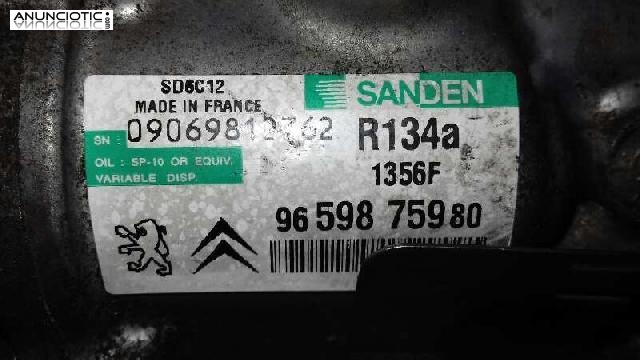 ANUNCIOTIC.COM
SD6C12
MADE IN FRANCE
SANDEN
SN:
R134a
OIL: SP-10 OR EQUIV.
VARIABLE DISP.
1356F
96 598 759 80